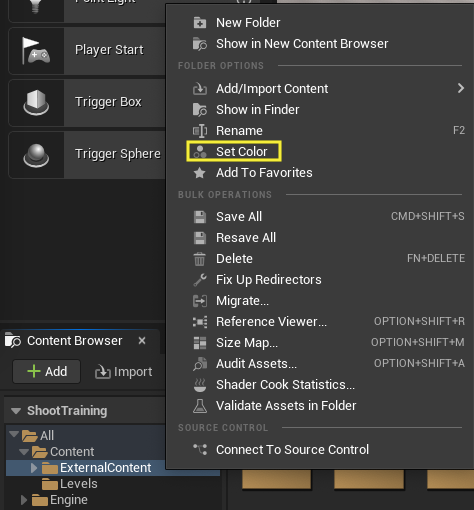 Point Light
Player Start
Trigger Box
Trigger Sphere
New Folder
Show in New Content Browser
FOLDER OPTIONS
Add/Import Content
Show in Finder
Rename F2
Set Color
Add To Favorites
BULK OPERATIONS
Save All CMD+SHIFT+S
Resave All
Delete FN+DELETE
Fix Up Redirectors
Migrate...
Reference Viewer... OPTION+SHIFT+R
Size Map... OPTION+SHIFT+M
Audit Assets... OPTION+SHIFT+A
Shader Cook Statistics...
Validate Assets in Folder
SOURCE CONTROL
Connect To Source Control
Content Browser
Add Import
ShootTraining
All
Content
ExternalContent
Levels
Engine